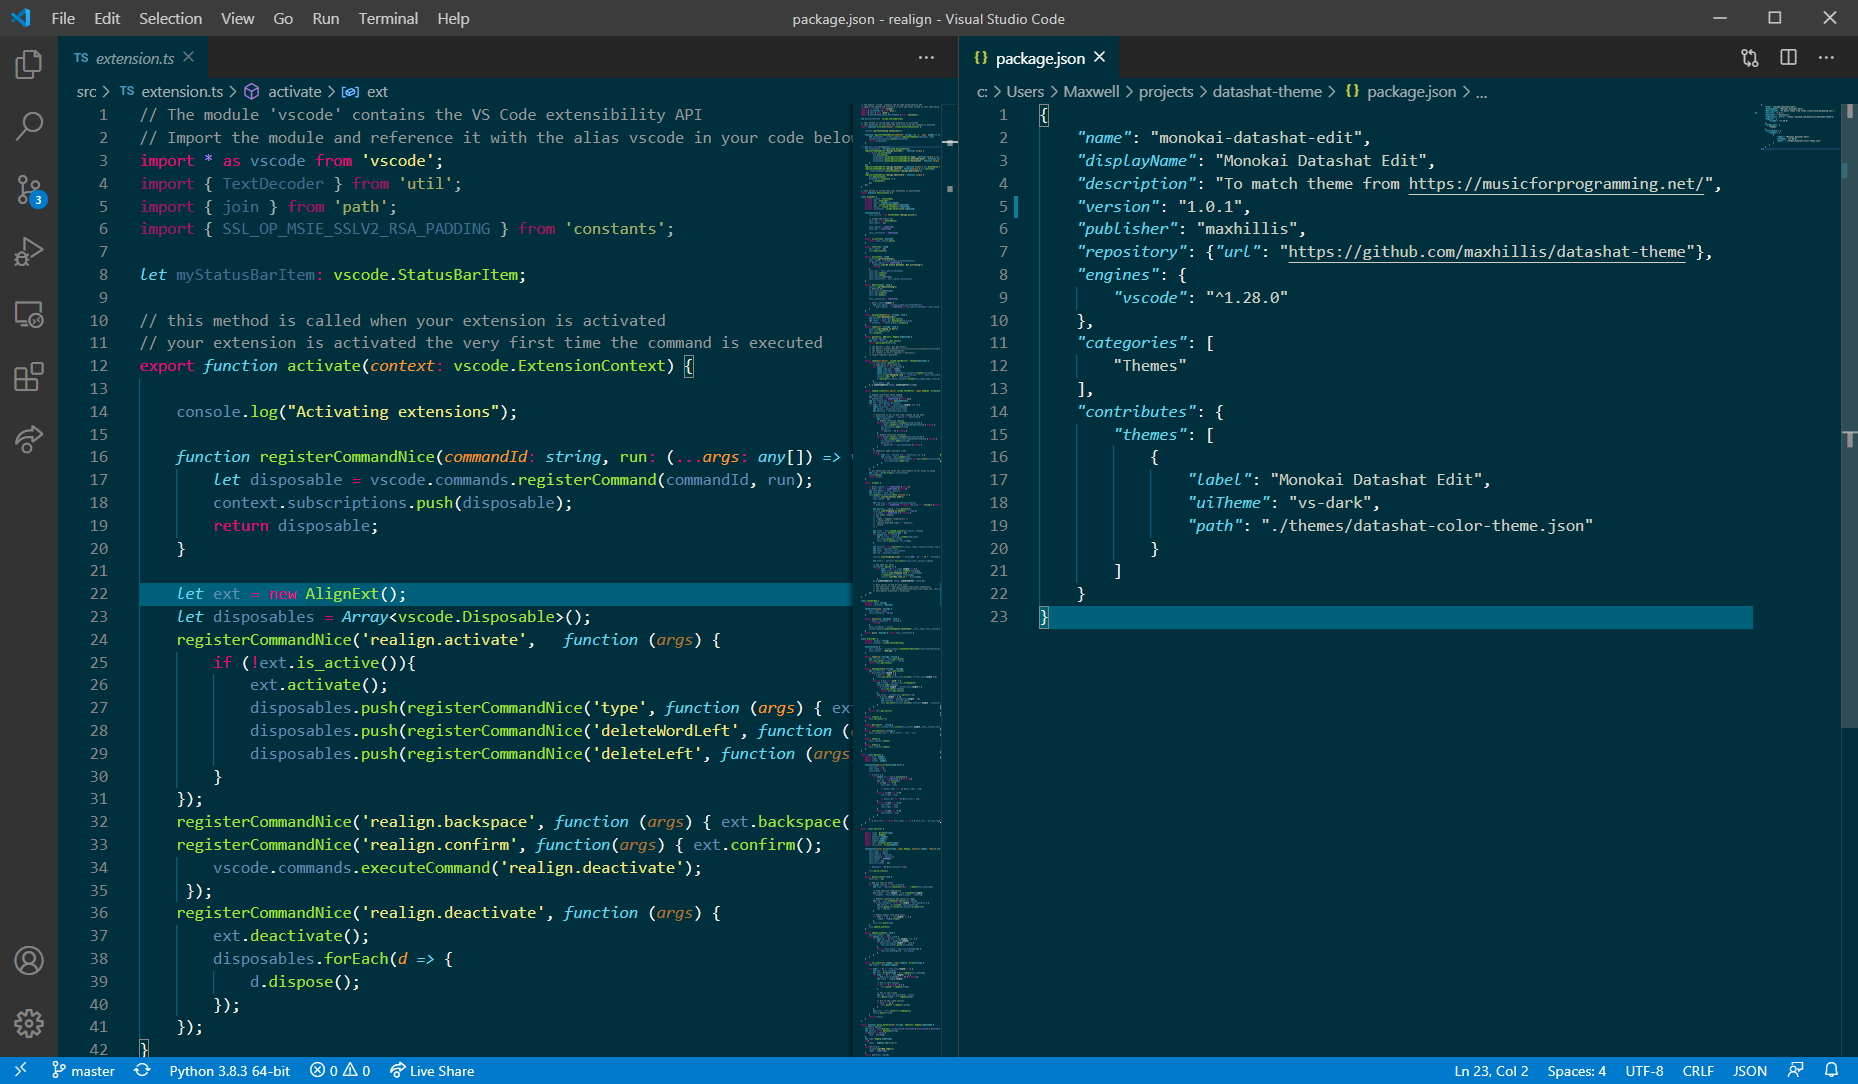 File Edit Selection View Go Run Terminal Help
package.json - realign - Visual Studio Code
TS extension.ts
src > TS extension.ts > activate > ext
1 // The module 'vscode' contains the VS Code extensibility API
2 // Import the module and reference it with the alias vscode in your code below
3 import * as vscode from 'vscode';
4 import { TextDecoder } from 'util';
5 import { join } from 'path';
6 import { SSL_OP_MSIE_SSLV2_RSA_PADDING } from 'constants';
7
8 let myStatusBarItem: vscode.StatusBarItem;
9
10 // this method is called when your extension is activated
11 // your extension is activated the very first time the command is executed
12 export function activate(context: vscode.ExtensionContext) {
13
14 console.log("Activating extensions");
15
16 function registerCommandNice(commandId: string, run: (...args: any[]) =>
17 let disposable = vscode.commands.registerCommand(commandId, run);
18 context.subscriptions.push(disposable);
19 return disposable;
20 }
21
22 let ext = new AlignExt();
23 let disposables = Array<vscode.Disposable>();
24 registerCommandNice('realign.activate', function (args) {
25 if (!ext.is_active()){
26 ext.activate();
27 disposables.push(registerCommandNice('type', function (args) { ex
28 disposables.push(registerCommandNice('deleteWordLeft', function (
29 disposables.push(registerCommandNice('deleteLeft', function (args
30 }
31 });
32 registerCommandNice('realign.backspace', function (args) { ext.backspace(
33 registerCommandNice('realign.confirm', function(args) { ext.confirm();
34 vscode.commands.executeCommand('realign.deactivate');
35 });
36 registerCommandNice('realign.deactivate', function (args) {
37 ext.deactivate();
38 disposables.forEach(d => {
39 d.dispose();
40 });
41 });
42 }
{} package.json
c: > Users > Maxwell > projects > datashat-theme > {} package.json > ...
1 {
2 "name": "monokai-datashat-edit",
3 "displayName": "Monokai Datashat Edit",
4 "description": "To match theme from https://musicforprogramming.net/",
5 "version": "1.0.1",
6 "publisher": "maxhillis",
7 "repository": {"url": "https://github.com/maxhillis/datashat-theme"},
8 "engines": {
9 "vscode": "^1.28.0"
10 },
11 "categories": [
12 "Themes"
13 ],
14 "contributes": {
15 "themes": [
16 {
17 "label": "Monokai Datashat Edit",
18 "uiTheme": "vs-dark",
19 "path": "./themes/datashat-color-theme.json"
20 }
21 ]
22 }
23 }
3
master Python 3.8.3 64-bit 0 0 Live Share
Ln 23, Col 2 Spaces: 4 UTF-8 CRLF JSON